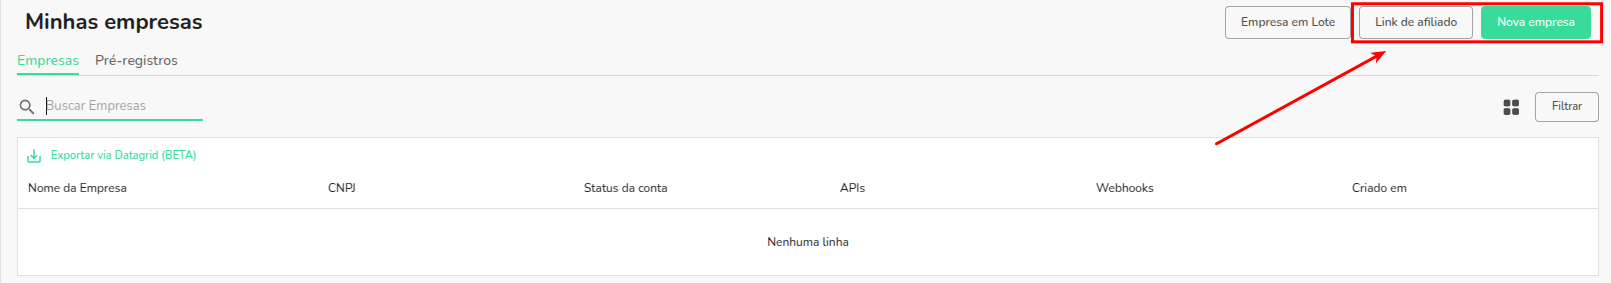 Minhas empresas
Empresa em Lote Link de afiliado Nova empresa
Empresas Pré-registros
Buscar Empresas
Filtrar
Exportar via Datagrid (BETA)
Nome da Empresa CNPJ Status da conta APIs Webhooks Criado em
Nenhuma linha